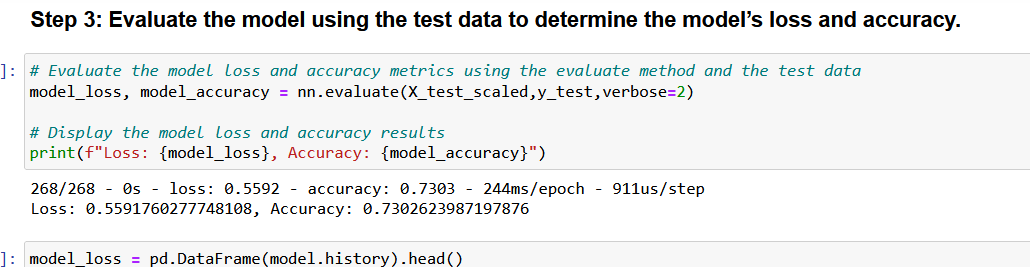 Step 3: Evaluate the model using the test data to determine the model’s loss and accuracy.
]: # Evaluate the model loss and accuracy metrics using the evaluate method and the test data
model_loss, model_accuracy = nn.evaluate(X_test_scaled,y_test,verbose=2)
# Display the model loss and accuracy results
print(f"Loss: {model_loss}, Accuracy: {model_accuracy}")
268/268 - 0s - loss: 0.5592 - accuracy: 0.7303 - 244ms/epoch - 911us/step
Loss: 0.5591760277748108, Accuracy: 0.7302623987197876
]: model_loss = pd.DataFrame(model.history).head()